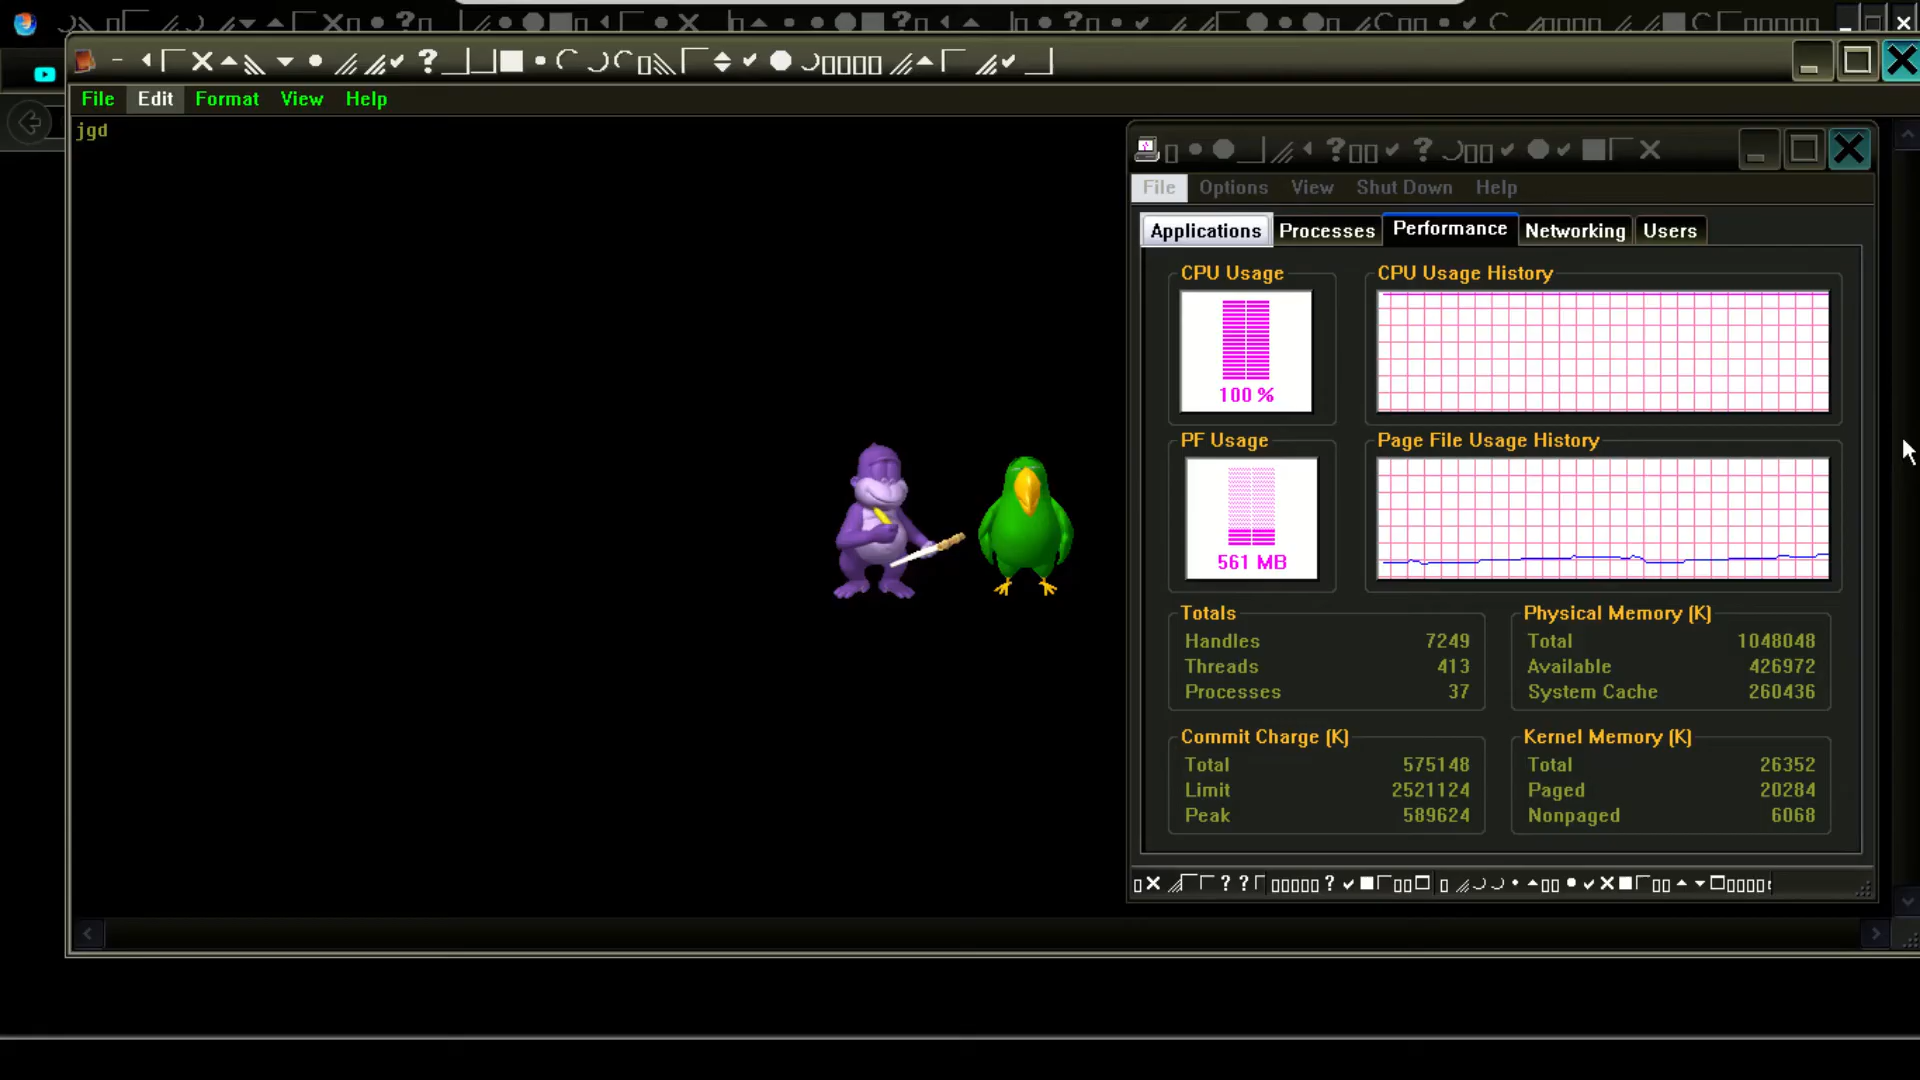 File Edit Format View Help
jgd
File Options View Shut Down Help
Applications Processes Performance Networking Users
CPU Usage CPU Usage History
100 %
PF Usage Page File Usage History
561 MB
Totals
Handles 7249
Threads 413
Processes 37
Physical Memory (K)
Total 1048048
Available 426972
System Cache 260436
Commit Charge (K)
Total 575148
Limit 2521124
Peak 589624
Kernel Memory (K)
Total 26352
Paged 20284
Nonpaged 6068